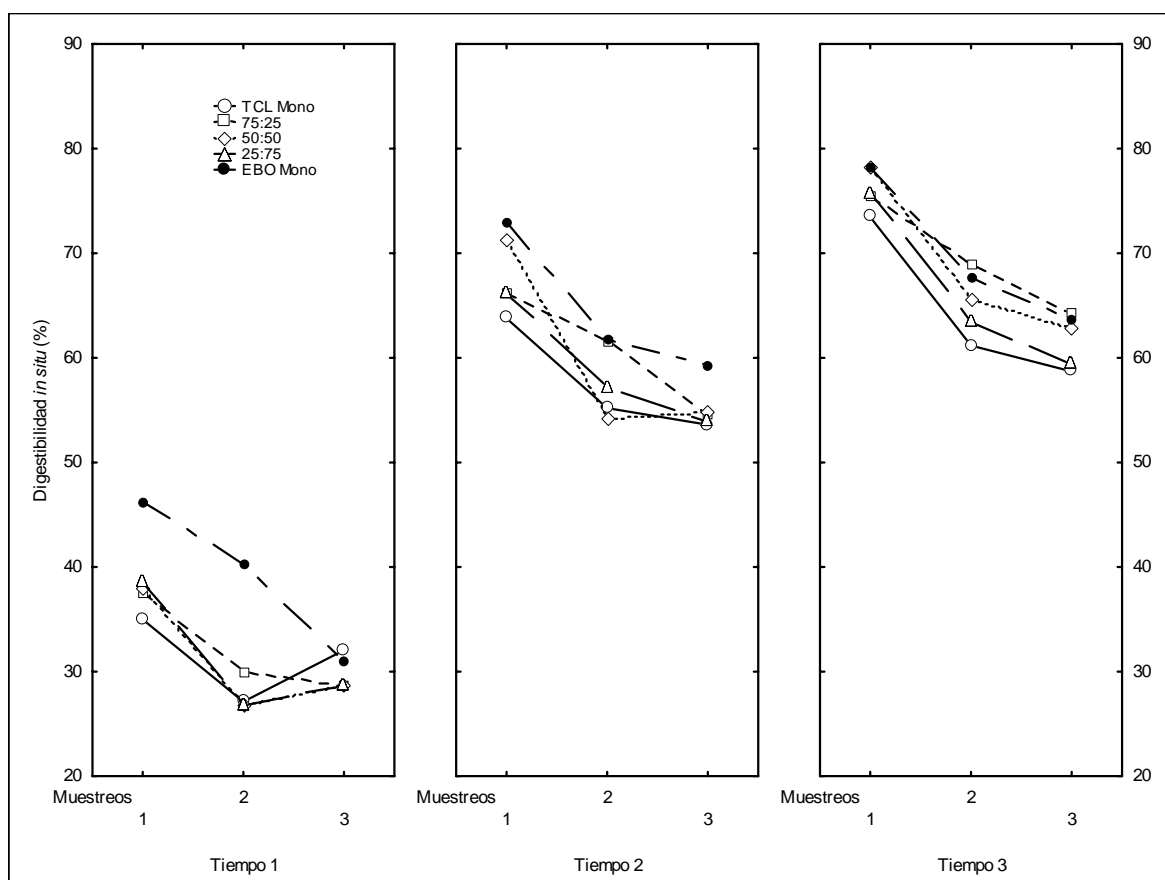 90
80
70
60
50
40
30
20
Digestibilidad in situ (%)
TCL Mono
75:25
50:50
25:75
EBO Mono
90
80
70
60
50
40
30
20
Muestreos 2
1 3
Tiempo 1
Muestreos 2
1 3
Tiempo 2
Muestreos 2
1 3
Tiempo 3